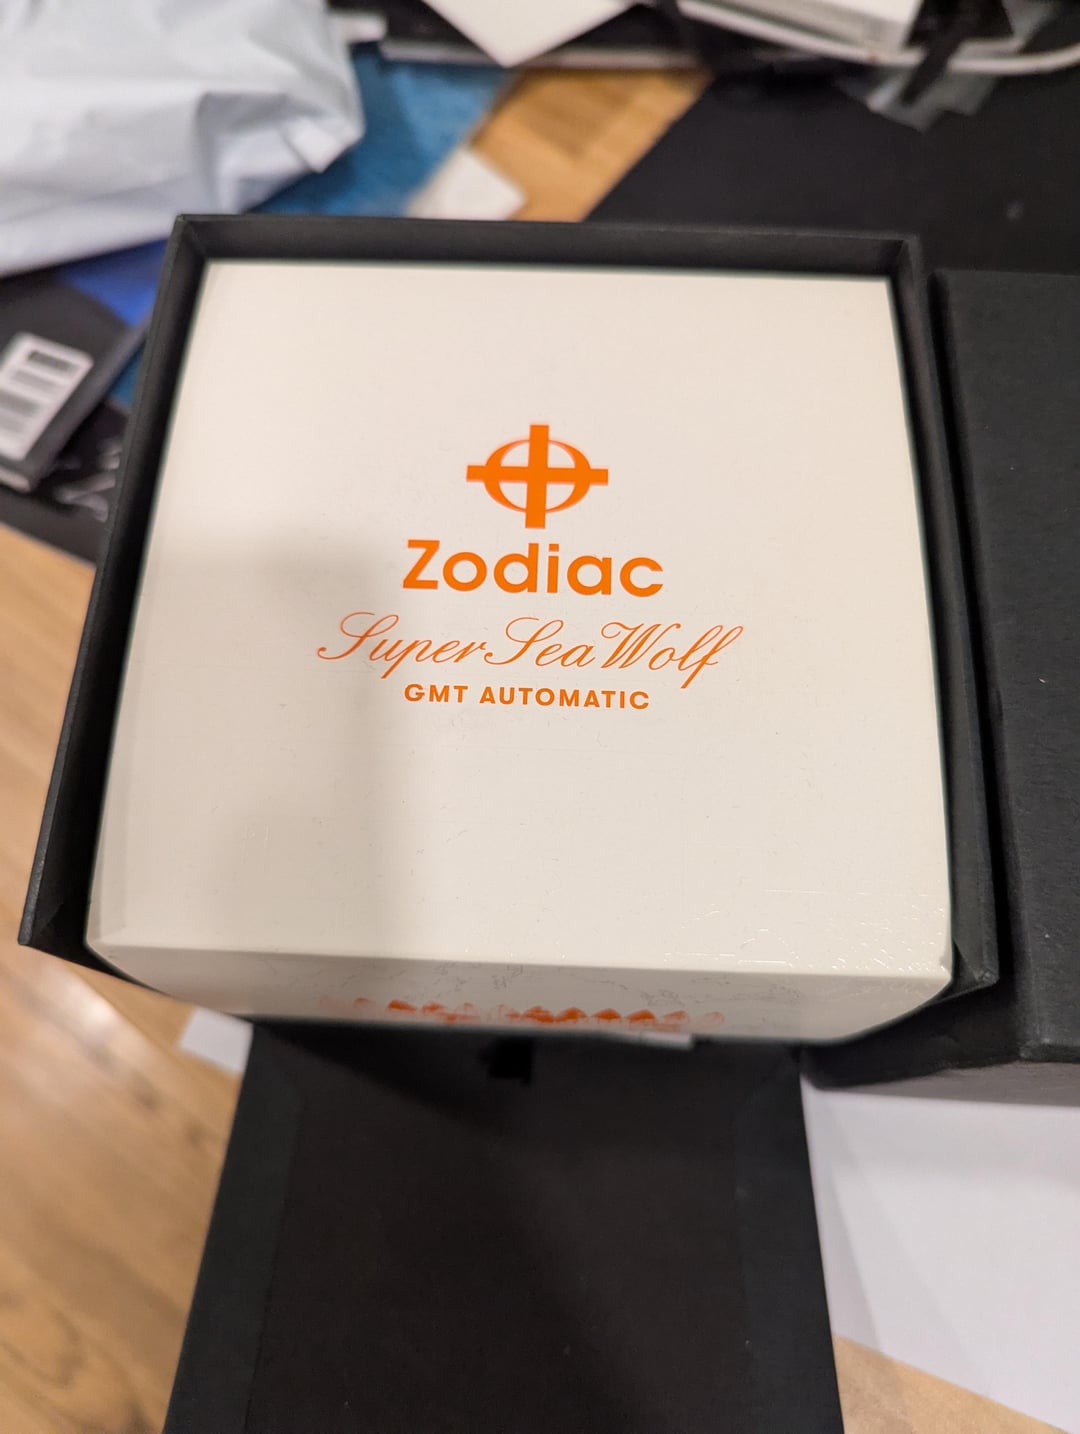 Zodiac
Super Sea Wolf
GMT AUTOMATIC